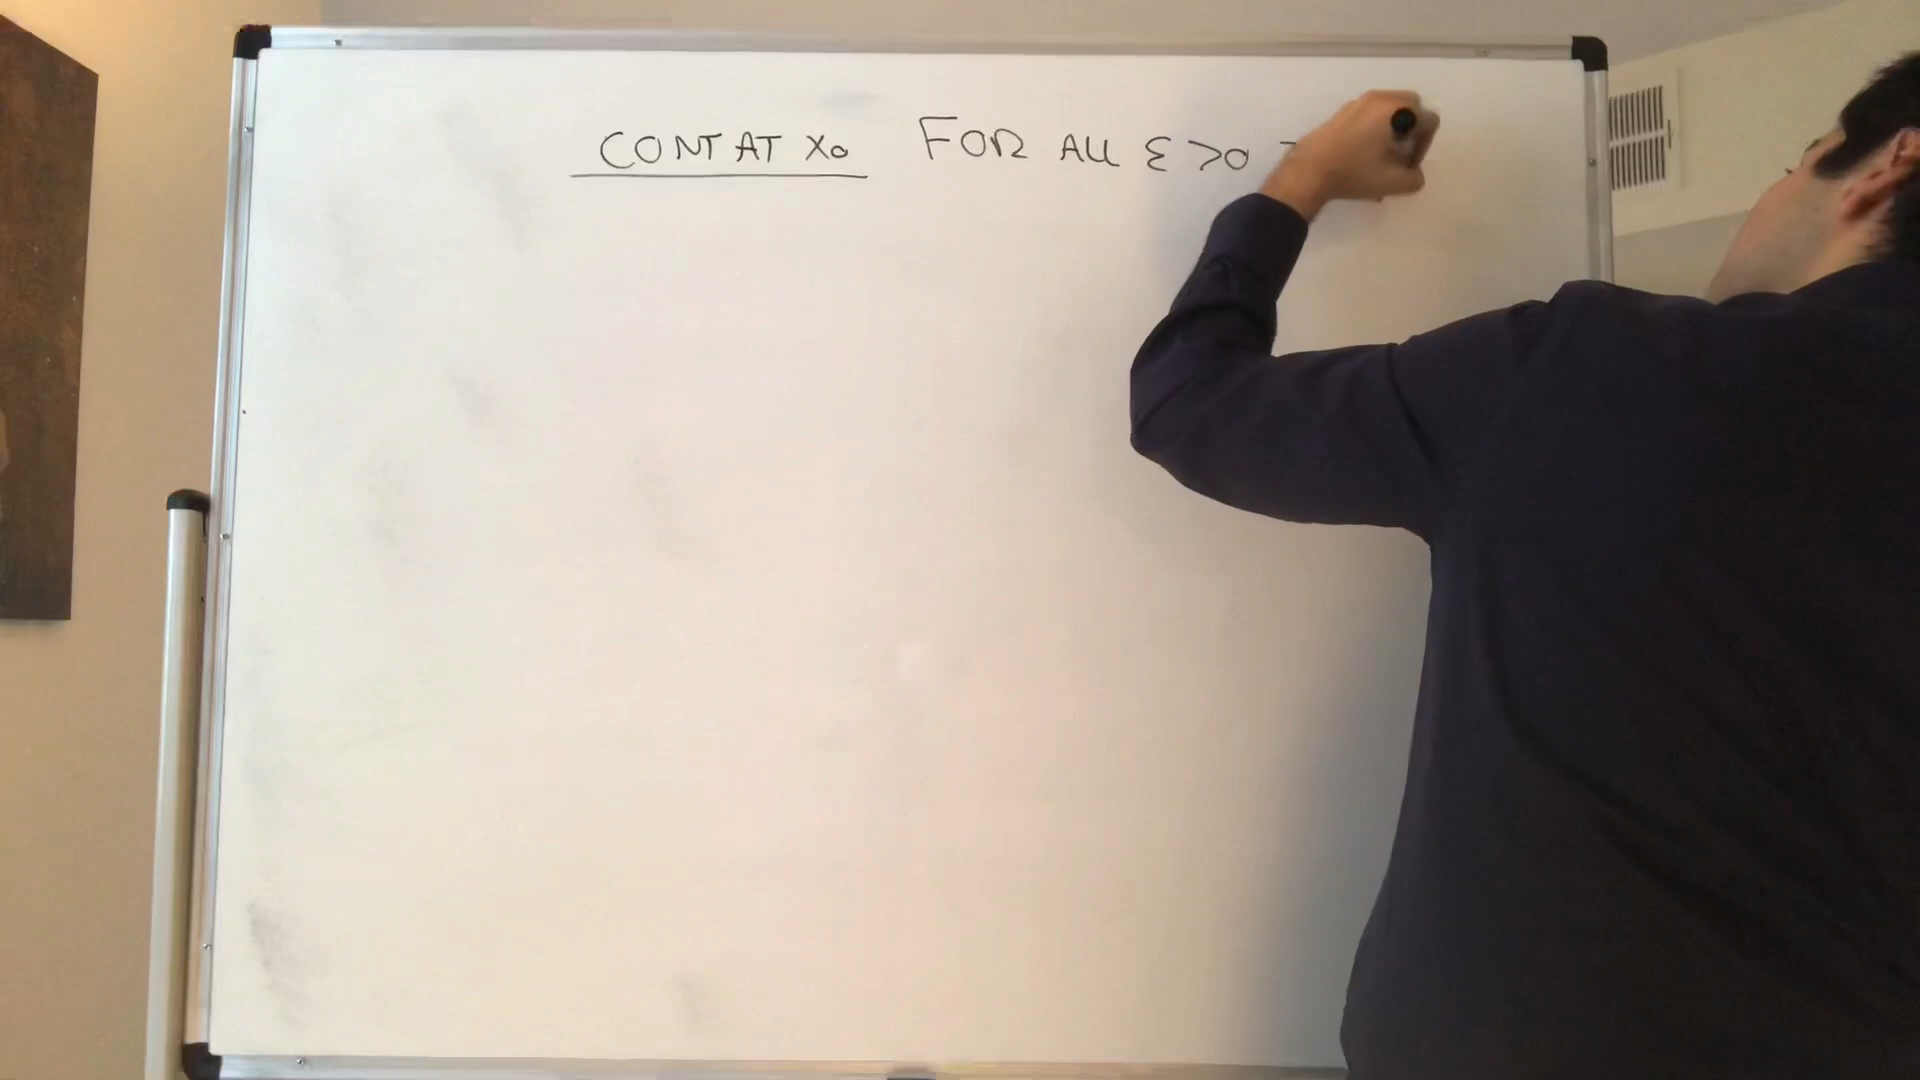 CONT AT X₀ FOR ALL Ɛ >0